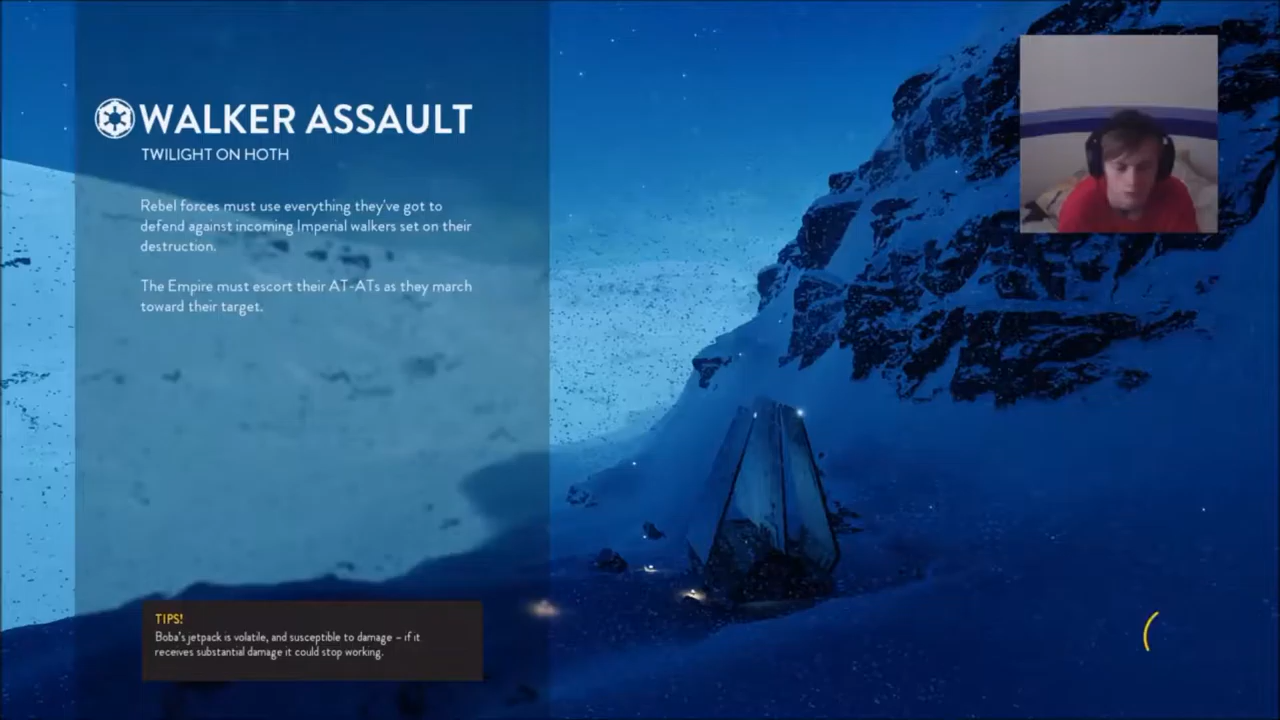 WALKER ASSAULT
TWILIGHT ON HOTH
Rebel forces must use everything they've got to
defend against incoming Imperial walkers set on their
destruction.
The Empire must escort their AT-ATs as they march
toward their target.
TIPS!
Boba's jetpack is volatile, and susceptible to damage – if it
receives substantial damage it could stop working.